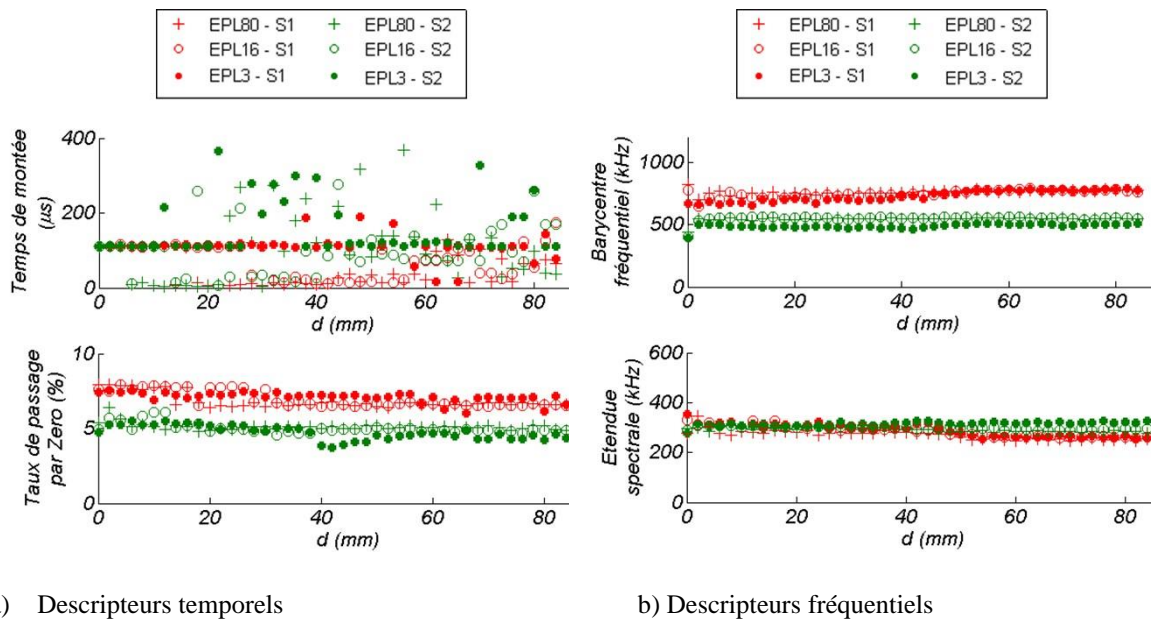 EPL80 - S1 EPL80 - S2
EPL16 - S1 EPL16 - S2
EPL3 - S1 EPL3 - S2
Temps de montée
(µs)
400
200
0
0 20 40 60 80
d (mm)
Taux de passage
par Zero (%)
10
5
0
0 20 40 60 80
d (mm)
) Descripteurs temporels
EPL80 - S1 EPL80 - S2
EPL16 - S1 EPL16 - S2
EPL3 - S1 EPL3 - S2
Barycentre
fréquentiel (kHz)
1000
500
0
0 20 40 60 80
d (mm)
Etendue
spectrale (kHz)
600
400
200
0
0 20 40 60 80
d (mm)
b) Descripteurs fréquentiels